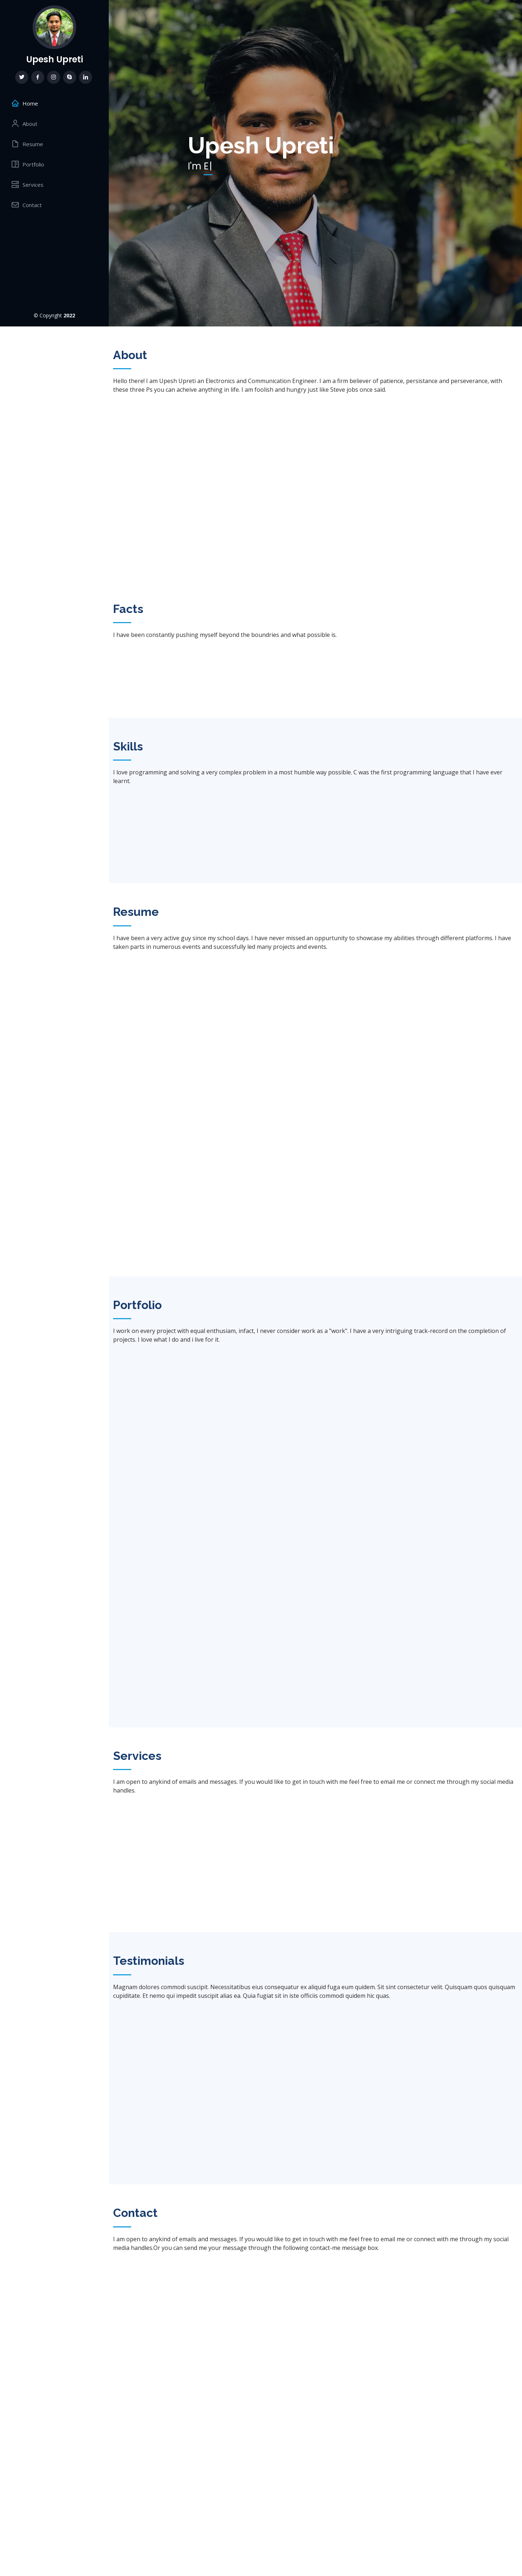 Upesh Upreti
Home
About
Resume
Portfolio
Services
Contact
© Copyright 2022
Upesh Upreti
I'm E|
About
Hello there! I am Upesh Upreti an Electronics and Communication Engineer. I am a firm believer of patience, persistance and perseverance, with
these three Ps you can acheive anything in life. I am foolish and hungry just like Steve jobs once said.
Facts
I have been constantly pushing myself beyond the boundries and what possible is.
Skills
I love programming and solving a very complex problem in a most humble way possible. C was the first programming language that I have ever
learnt.
Resume
I have been a very active guy since my school days. I have never missed an oppurtunity to showcase my abilities through different platforms. I have
taken parts in numerous events and successfully led many projects and events.
Portfolio
I work on every project with equal enthusiam, infact, I never consider work as a "work". I have a very intriguing track-record on the completion of
projects. I love what I do and i live for it.
Services
I am open to anykind of emails and messages. If you would like to get in touch with me feel free to email me or connect me through my social media
handles.
Testimonials
Magnam dolores commodi suscipit. Necessitatibus eius consequatur ex aliquid fuga eum quidem. Sit sint consectetur velit. Quisquam quos quisquam
cupiditate. Et nemo qui impedit suscipit alias ea. Quia fugiat sit in iste officiis commodi quidem hic quas.
Contact
I am open to anykind of emails and messages. If you would like to get in touch with me feel free to email me or connect with me through my social
media handles.Or you can send me your message through the following contact-me message box.